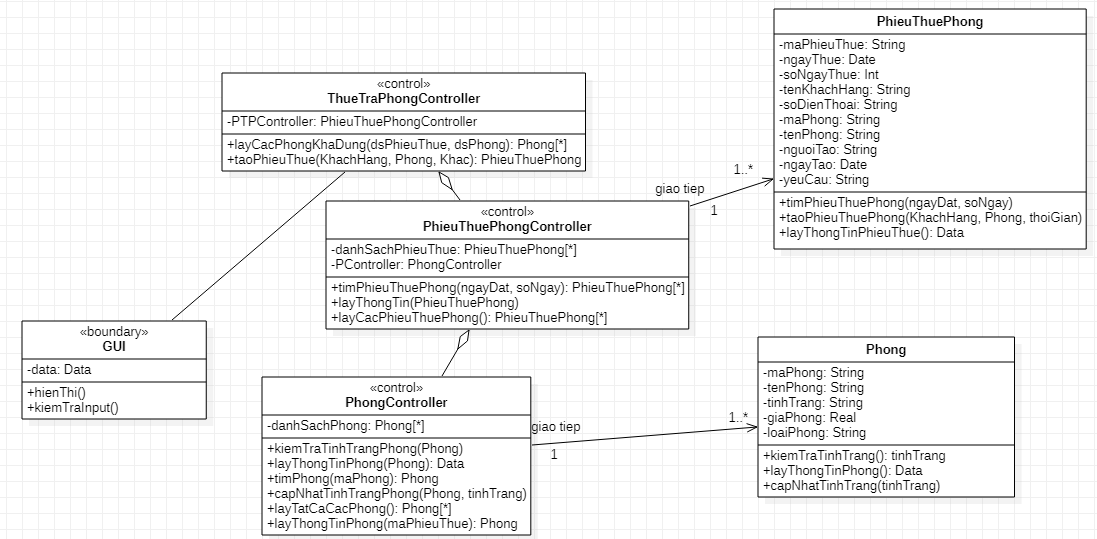 PhieuThuePhong
-maPhieuThue: String
-ngayThue: Date
-soNgayThue: Int
-tenKhachHang: String
-soDienThoai: String
-maPhong: String
-tenPhong: String
-nguoiTao: String
-ngayTao: Date
-yeuCau: String
+timPhieuThuePhong(ngayDat, soNgay)
+taoPhieuThuePhong(KhachHang, Phong, thoiGian)
+layThongTinPhieuThue(): Data
«control»
ThueTraPhongController
-PTPController: PhieuThuePhongController
+layCacPhongKhaDung(dsPhieuThue, dsPhong): Phong[*]
+taoPhieuThue(KhachHang, Phong, Khac): PhieuThuePhong
1..*
giao tiep
1
«control»
PhieuThuePhongController
-danhSachPhieuThue: PhieuThuePhong[*]
-PController: PhongController
+timPhieuThuePhong(ngayDat, soNgay): PhieuThuePhong[*]
+layThongTin(PhieuThuePhong)
+layCacPhieuThuePhong(): PhieuThuePhong[*]
«boundary»
GUI
-data: Data
+hienThi()
+kiemTraInput()
Phong
-maPhong: String
-tenPhong: String
-tinhTrang: String
-giaPhong: Real
-loaiPhong: String
+kiemTraTinhTrang(): tinhTrang
+layThongTinPhong(): Data
+capNhatTinhTrang(tinhTrang)
«control»
PhongController
-danhSachPhong: Phong[*]
+kiemTraTinhTrangPhong(Phong)
+layThongTinPhong(Phong): Data
+timPhong(maPhong): Phong
+capNhatTinhTrangPhong(Phong, tinhTrang)
+layTatCaCacPhong(): Phong[*]
+layThongTinPhong(maPhieuThue): Phong
1..*
giao tiep
1